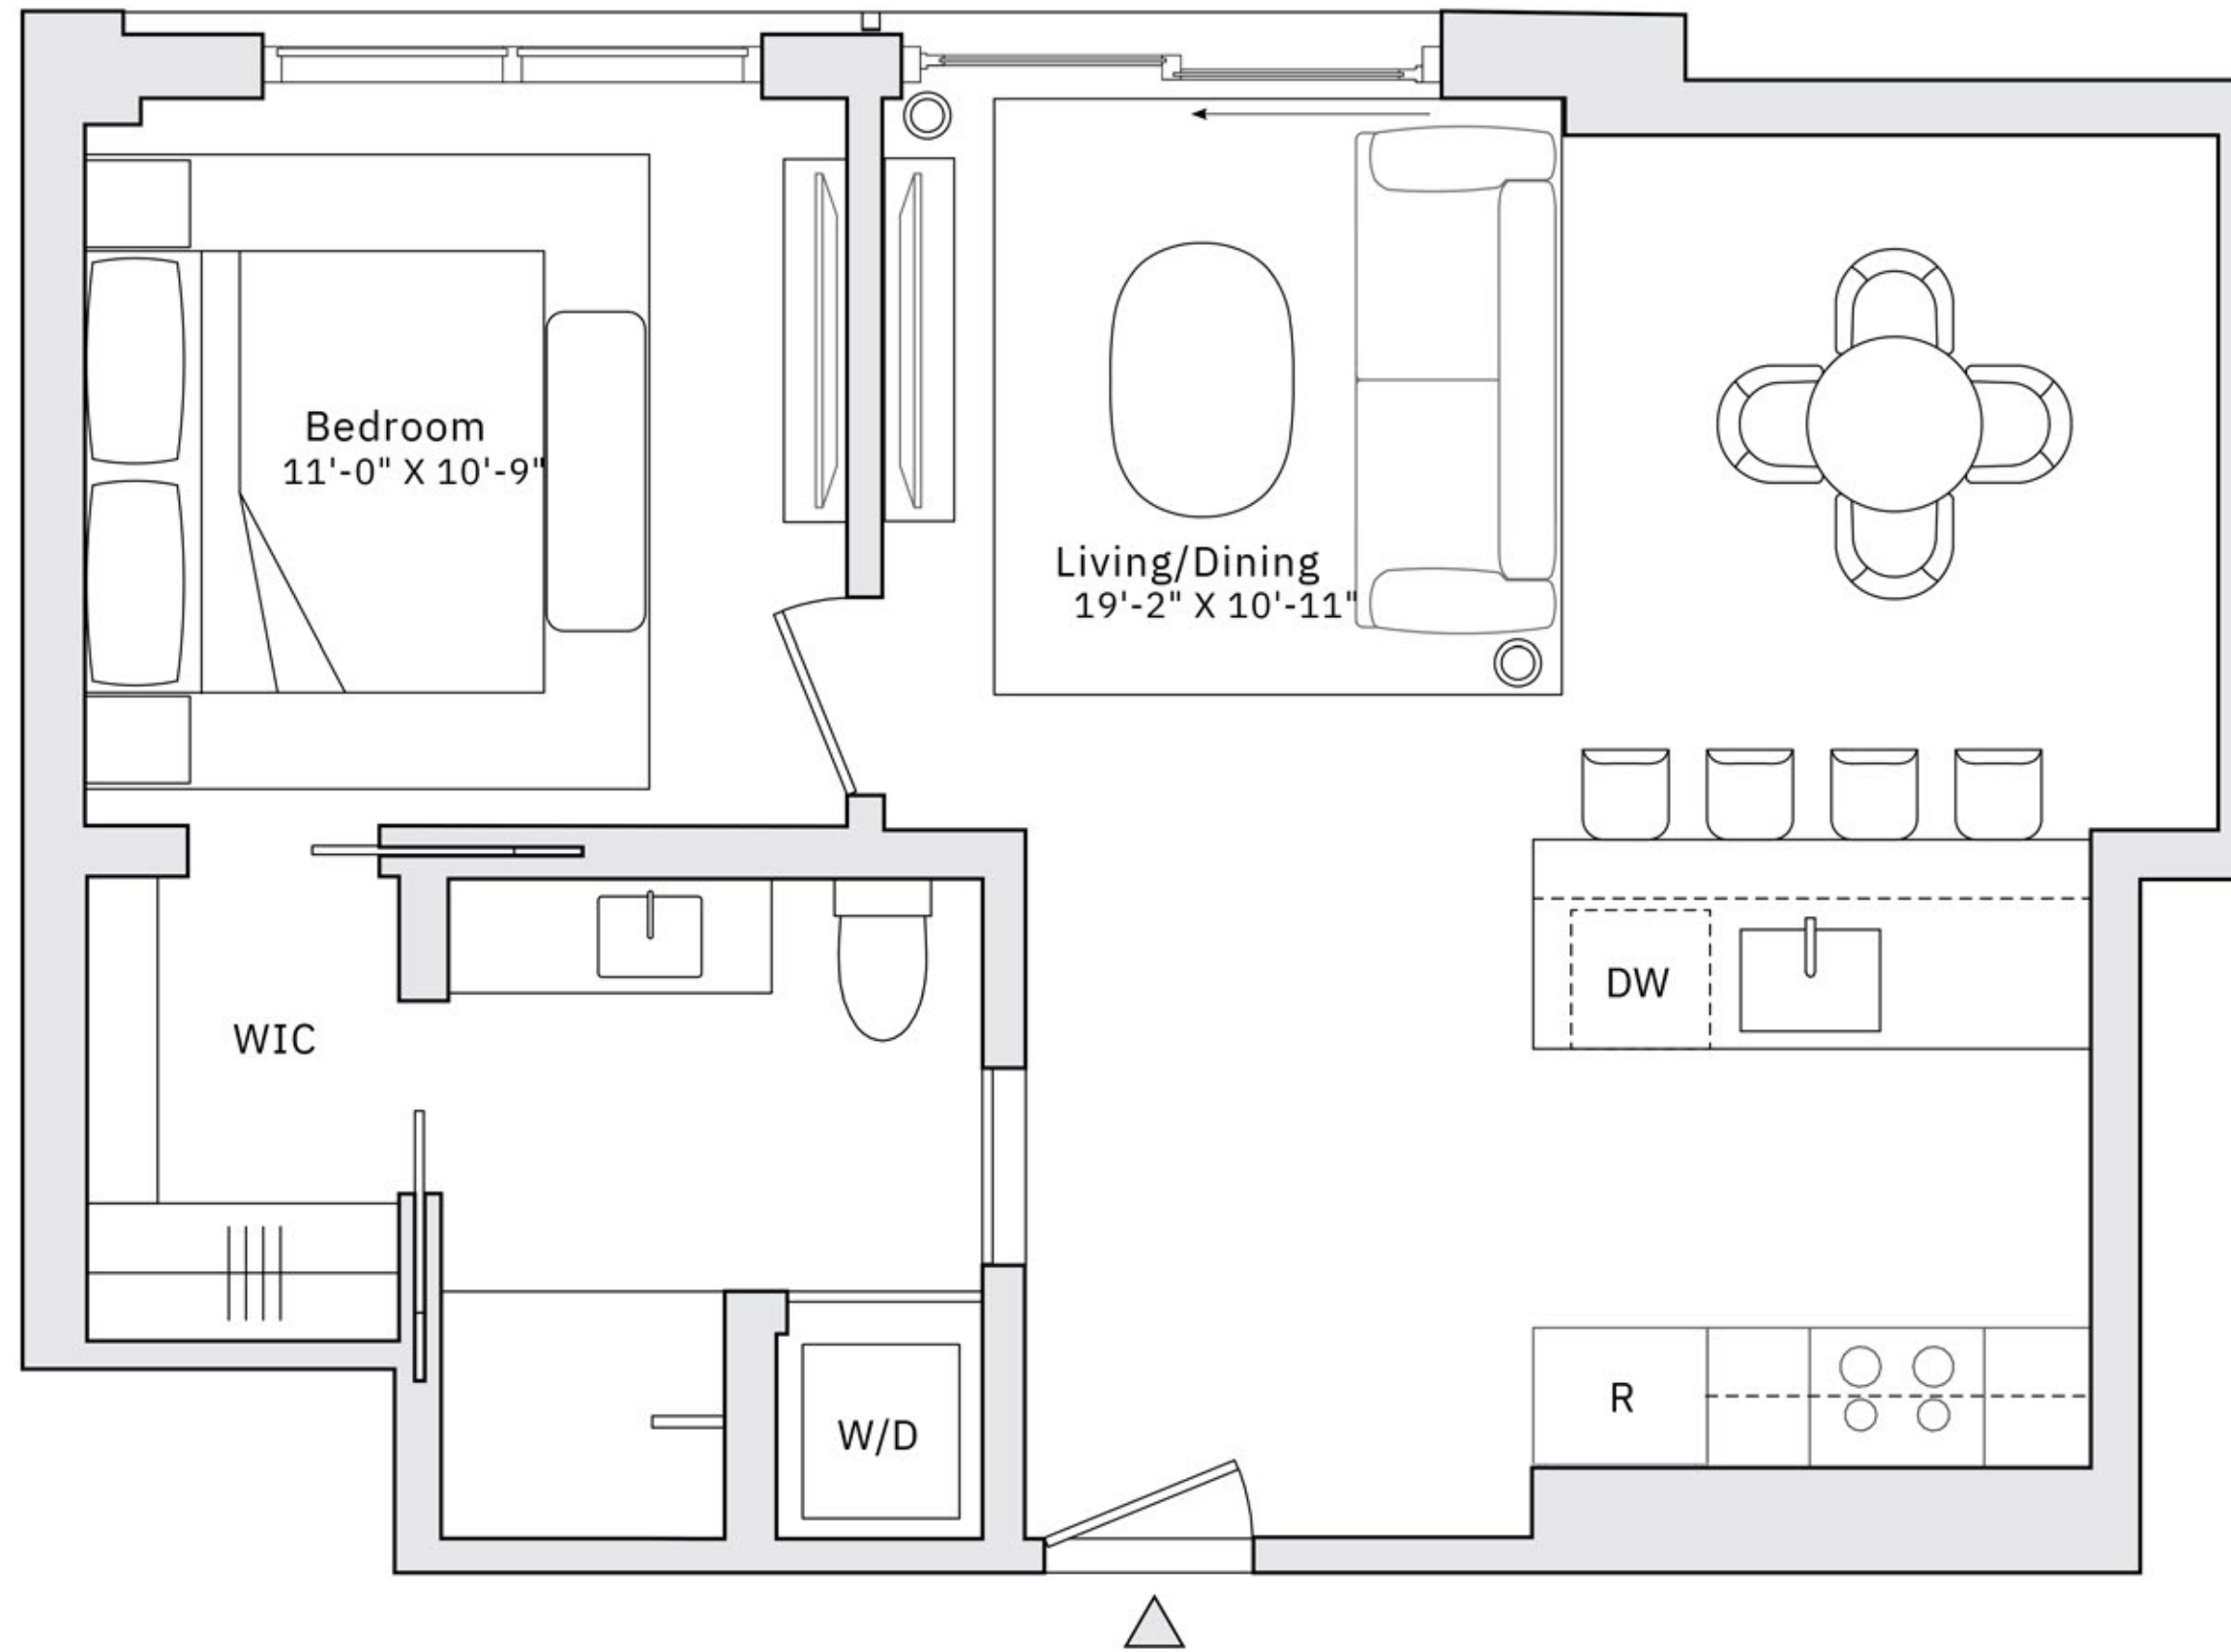 Bedroom
11'-0" X 10'-9"
Living/Dining
19'-2" X 10'-11"
WIC
DW
R
W/D